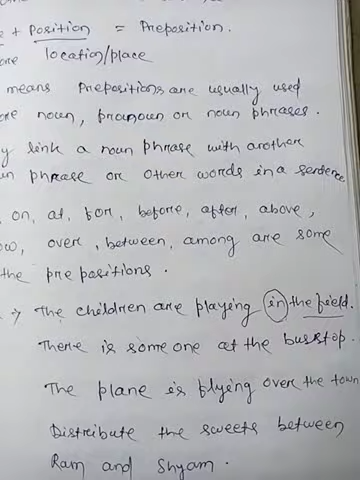 + Position = Preposition.
location/place
means Prepositions are usually used
noun, pronoun or noun phrases.
link a noun phrase with another
phrase or other words in a sentence
on, at, for, before, after, above,
over, between, among are some
the prepositions.
→ The children are playing in the field.
There is some one at the busstop.
The plane is flying over the town
Distribute the sweets between
Ram and Shyam.